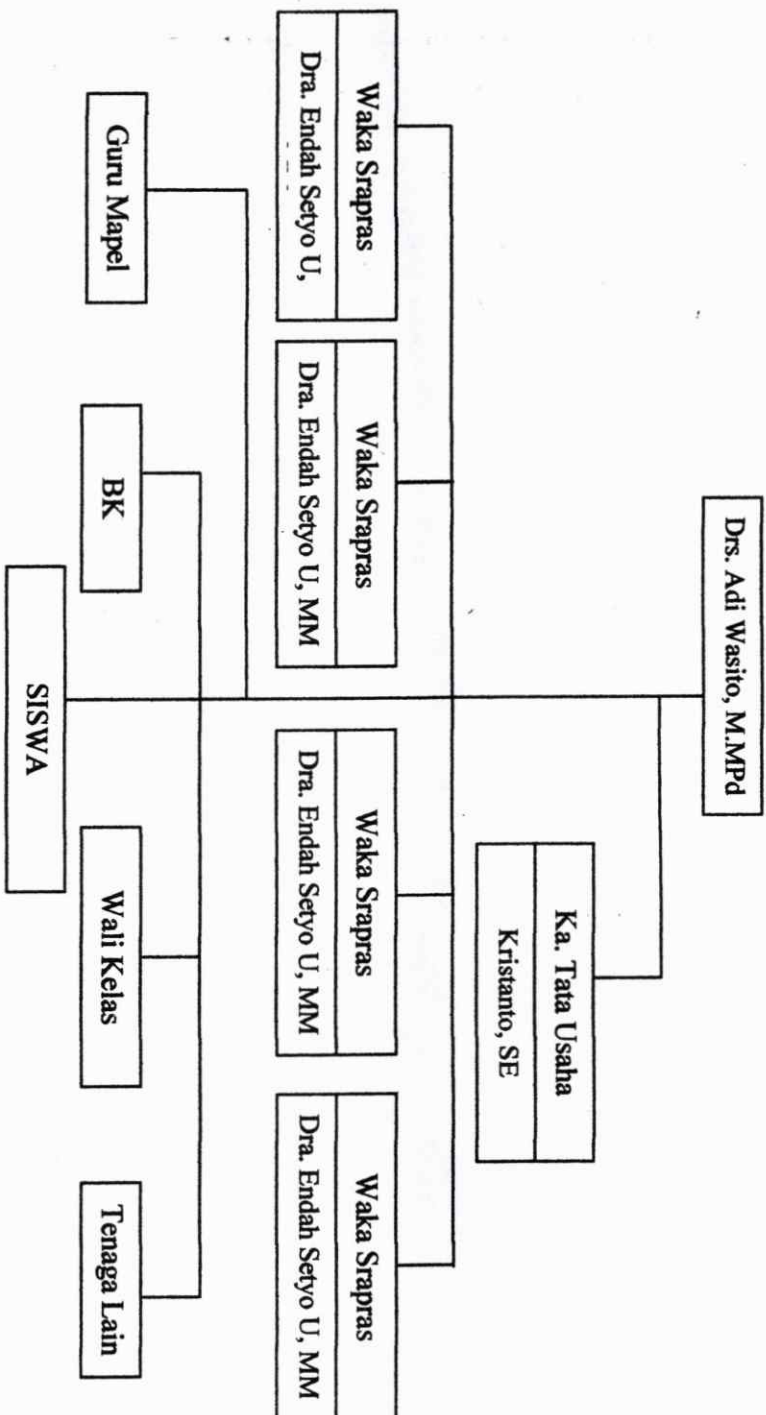 Drs. Adi Wasito, M.MPd
Ka. Tata Usaha
Kristanto, SE
Waka Srapras
Dra. Endah Setyo U,
Waka Srapras
Dra. Endah Setyo U, MM
Waka Srapras
Dra. Endah Setyo U, MM
Waka Srapras
Dra. Endah Setyo U, MM
Guru Mapel
BK
Wali Kelas
Tenaga Lain
SISWA